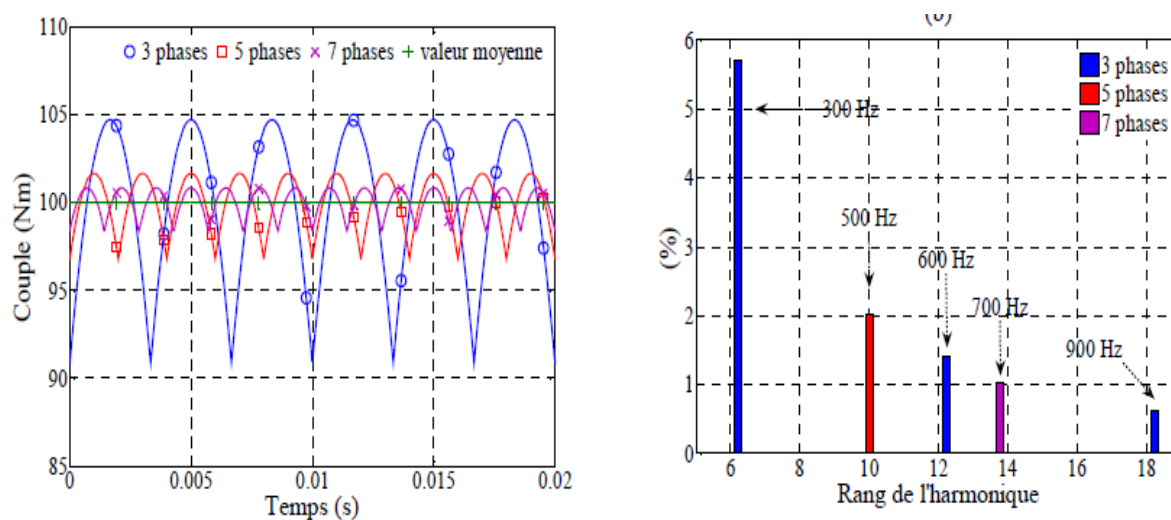 110
105
100
95
90
85
3 phases 5 phases 7 phases valeur moyenne
Couple (Nm)
0 0.005 0.01 0.015 0.02
Temps (s)
(b)
6
5
4
3
2
1
0
(%)
3 phases
5 phases
7 phases
300 Hz
500 Hz
600 Hz
700 Hz
900 Hz
6 8 10 12 14 16 18
Rang de l'harmonique